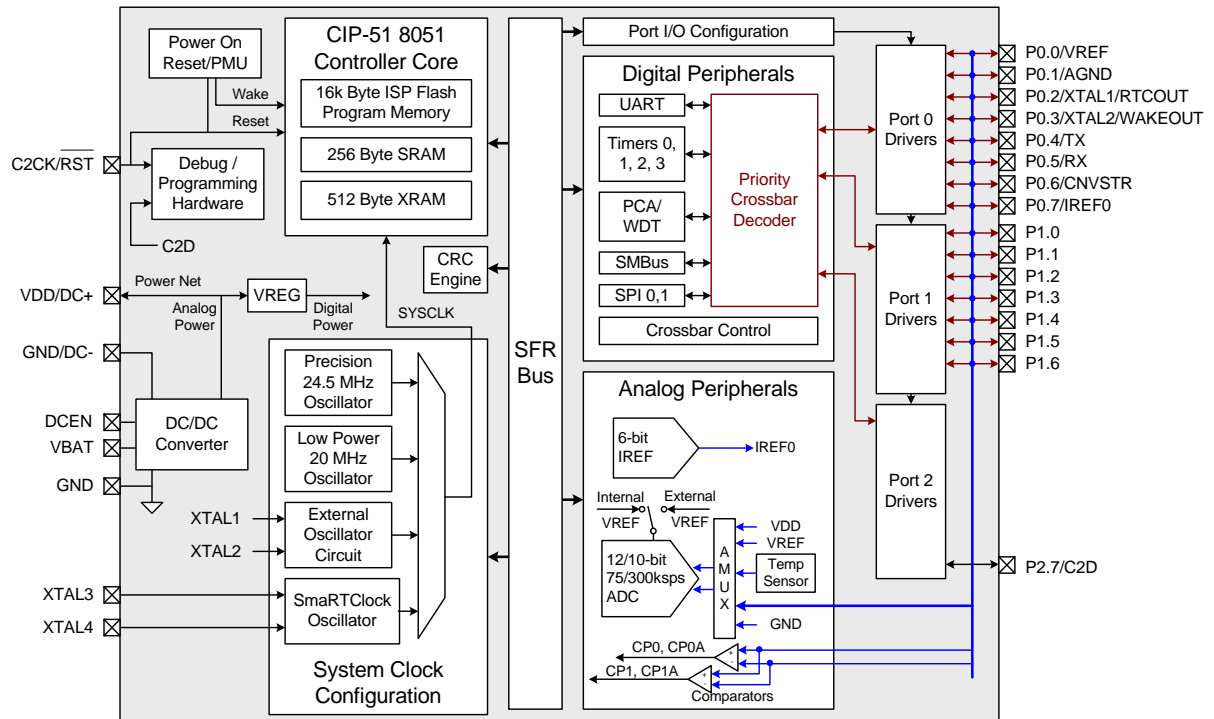 Power On
Reset/PMU
Wake
Reset
C2CK/RST
Debug /
Programming
Hardware
C2D
CIP-51 8051
Controller Core
16k Byte ISP Flash
Program Memory
256 Byte SRAM
512 Byte XRAM
CRC
Engine
Power Net
VDD/DC+
Analog
Power
VREG
Digital
Power
SYSCLK
GND/DC-
DCEN
VBAT
GND
DC/DC
Converter
Precision
24.5 MHz
Oscillator
Low Power
20 MHz
Oscillator
XTAL1
XTAL2
External
Oscillator
Circuit
XTAL3
XTAL4
SmaRTClock
Oscillator
System Clock
Configuration
SFR
Bus
Port I/O Configuration
Digital Peripherals
UART
Timers 0,
1, 2, 3
PCA/
WDT
SMBus
SPI 0,1
Priority
Crossbar
Decoder
Crossbar Control
Analog Peripherals
6-bit
IREF
IREF0
Internal
VREF
External
VREF
12/10-bit
75/300ksps
ADC
A
M
U
X
VDD
VREF
Temp
Sensor
GND
CP0, CP0A
+
-
CP1, CP1A
+
-
Comparators
Port 0
Drivers
Port 1
Drivers
Port 2
Drivers
P0.0/VREF
P0.1/AGND
P0.2/XTAL1/RTCOUT
P0.3/XTAL2/WAKEOUT
P0.4/TX
P0.5/RX
P0.6/CNVSTR
P0.7/IREF0
P1.0
P1.1
P1.2
P1.3
P1.4
P1.5
P1.6
P2.7/C2D